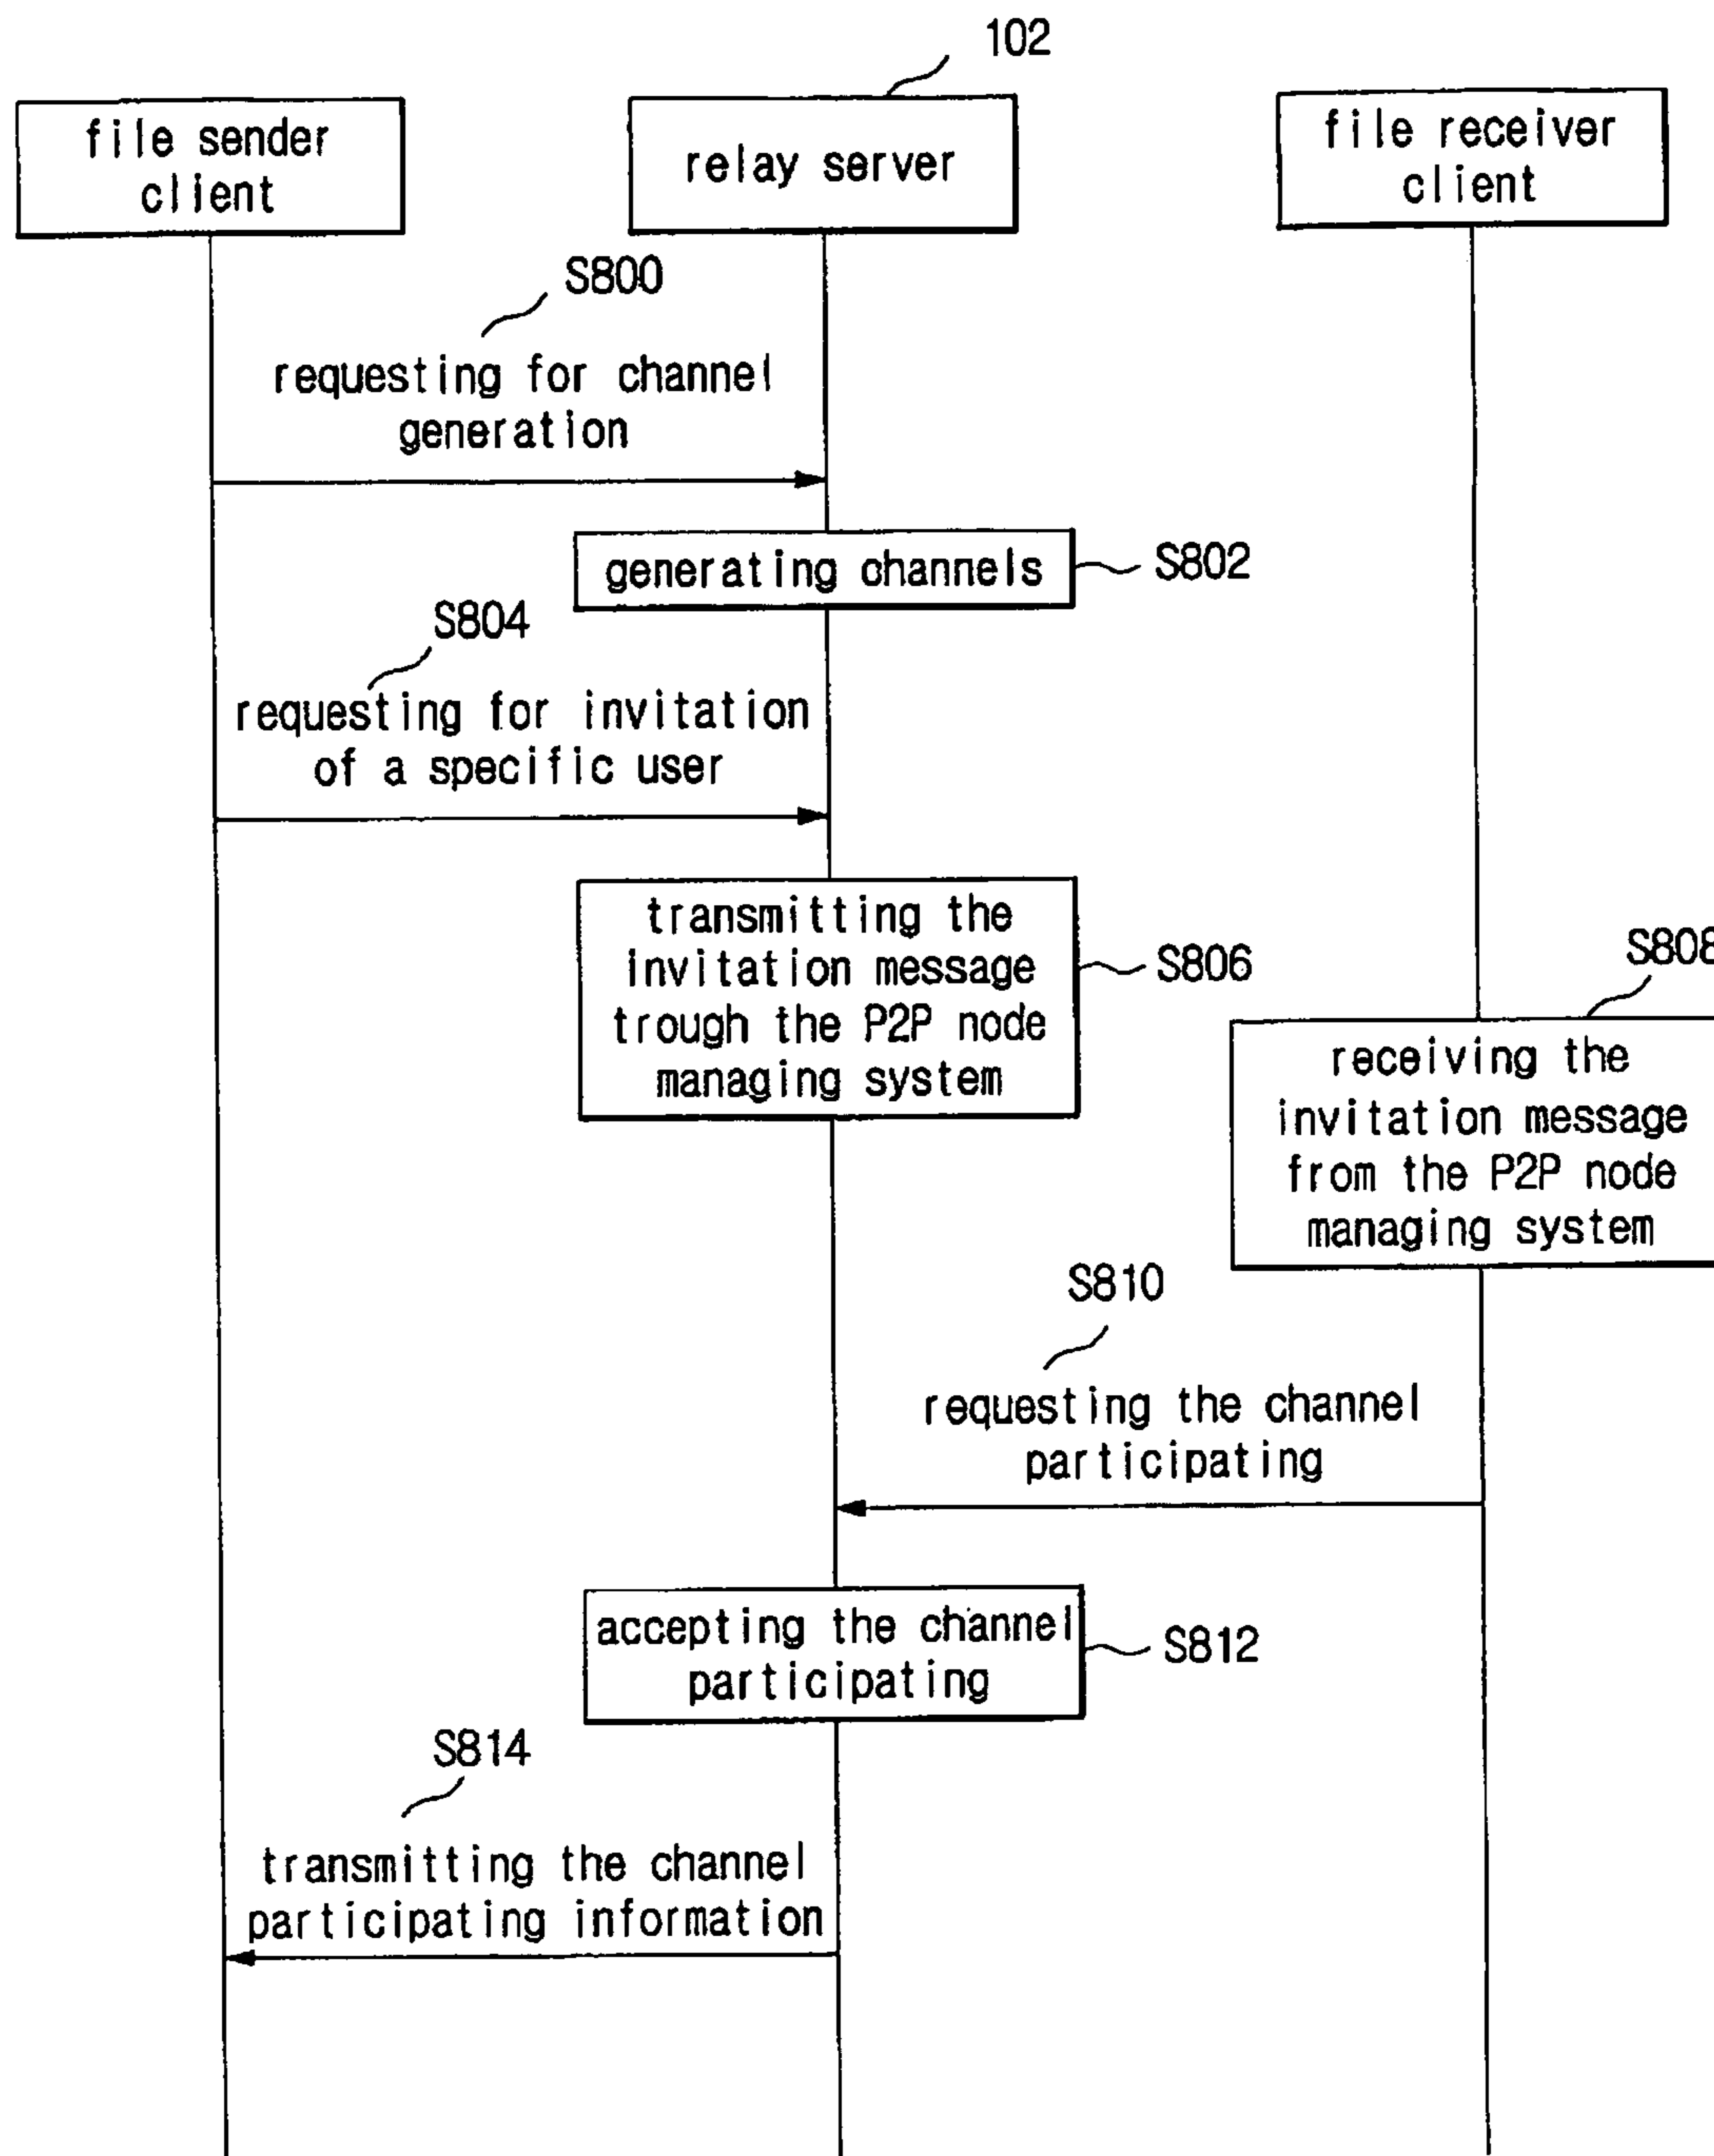 102
file sender
client
relay server
file receiver
client
S800
requesting for channel
generation
generating channels
S802
S804
requesting for invitation
of a specific user
transmitting the
invitation message
trough the P2P node
managing system
S806
S808
receiving the
invitation message
from the P2P node
managing system
S810
requesting the channel
participating
accepting the channel
participating
S812
S814
transmitting the channel
participating information